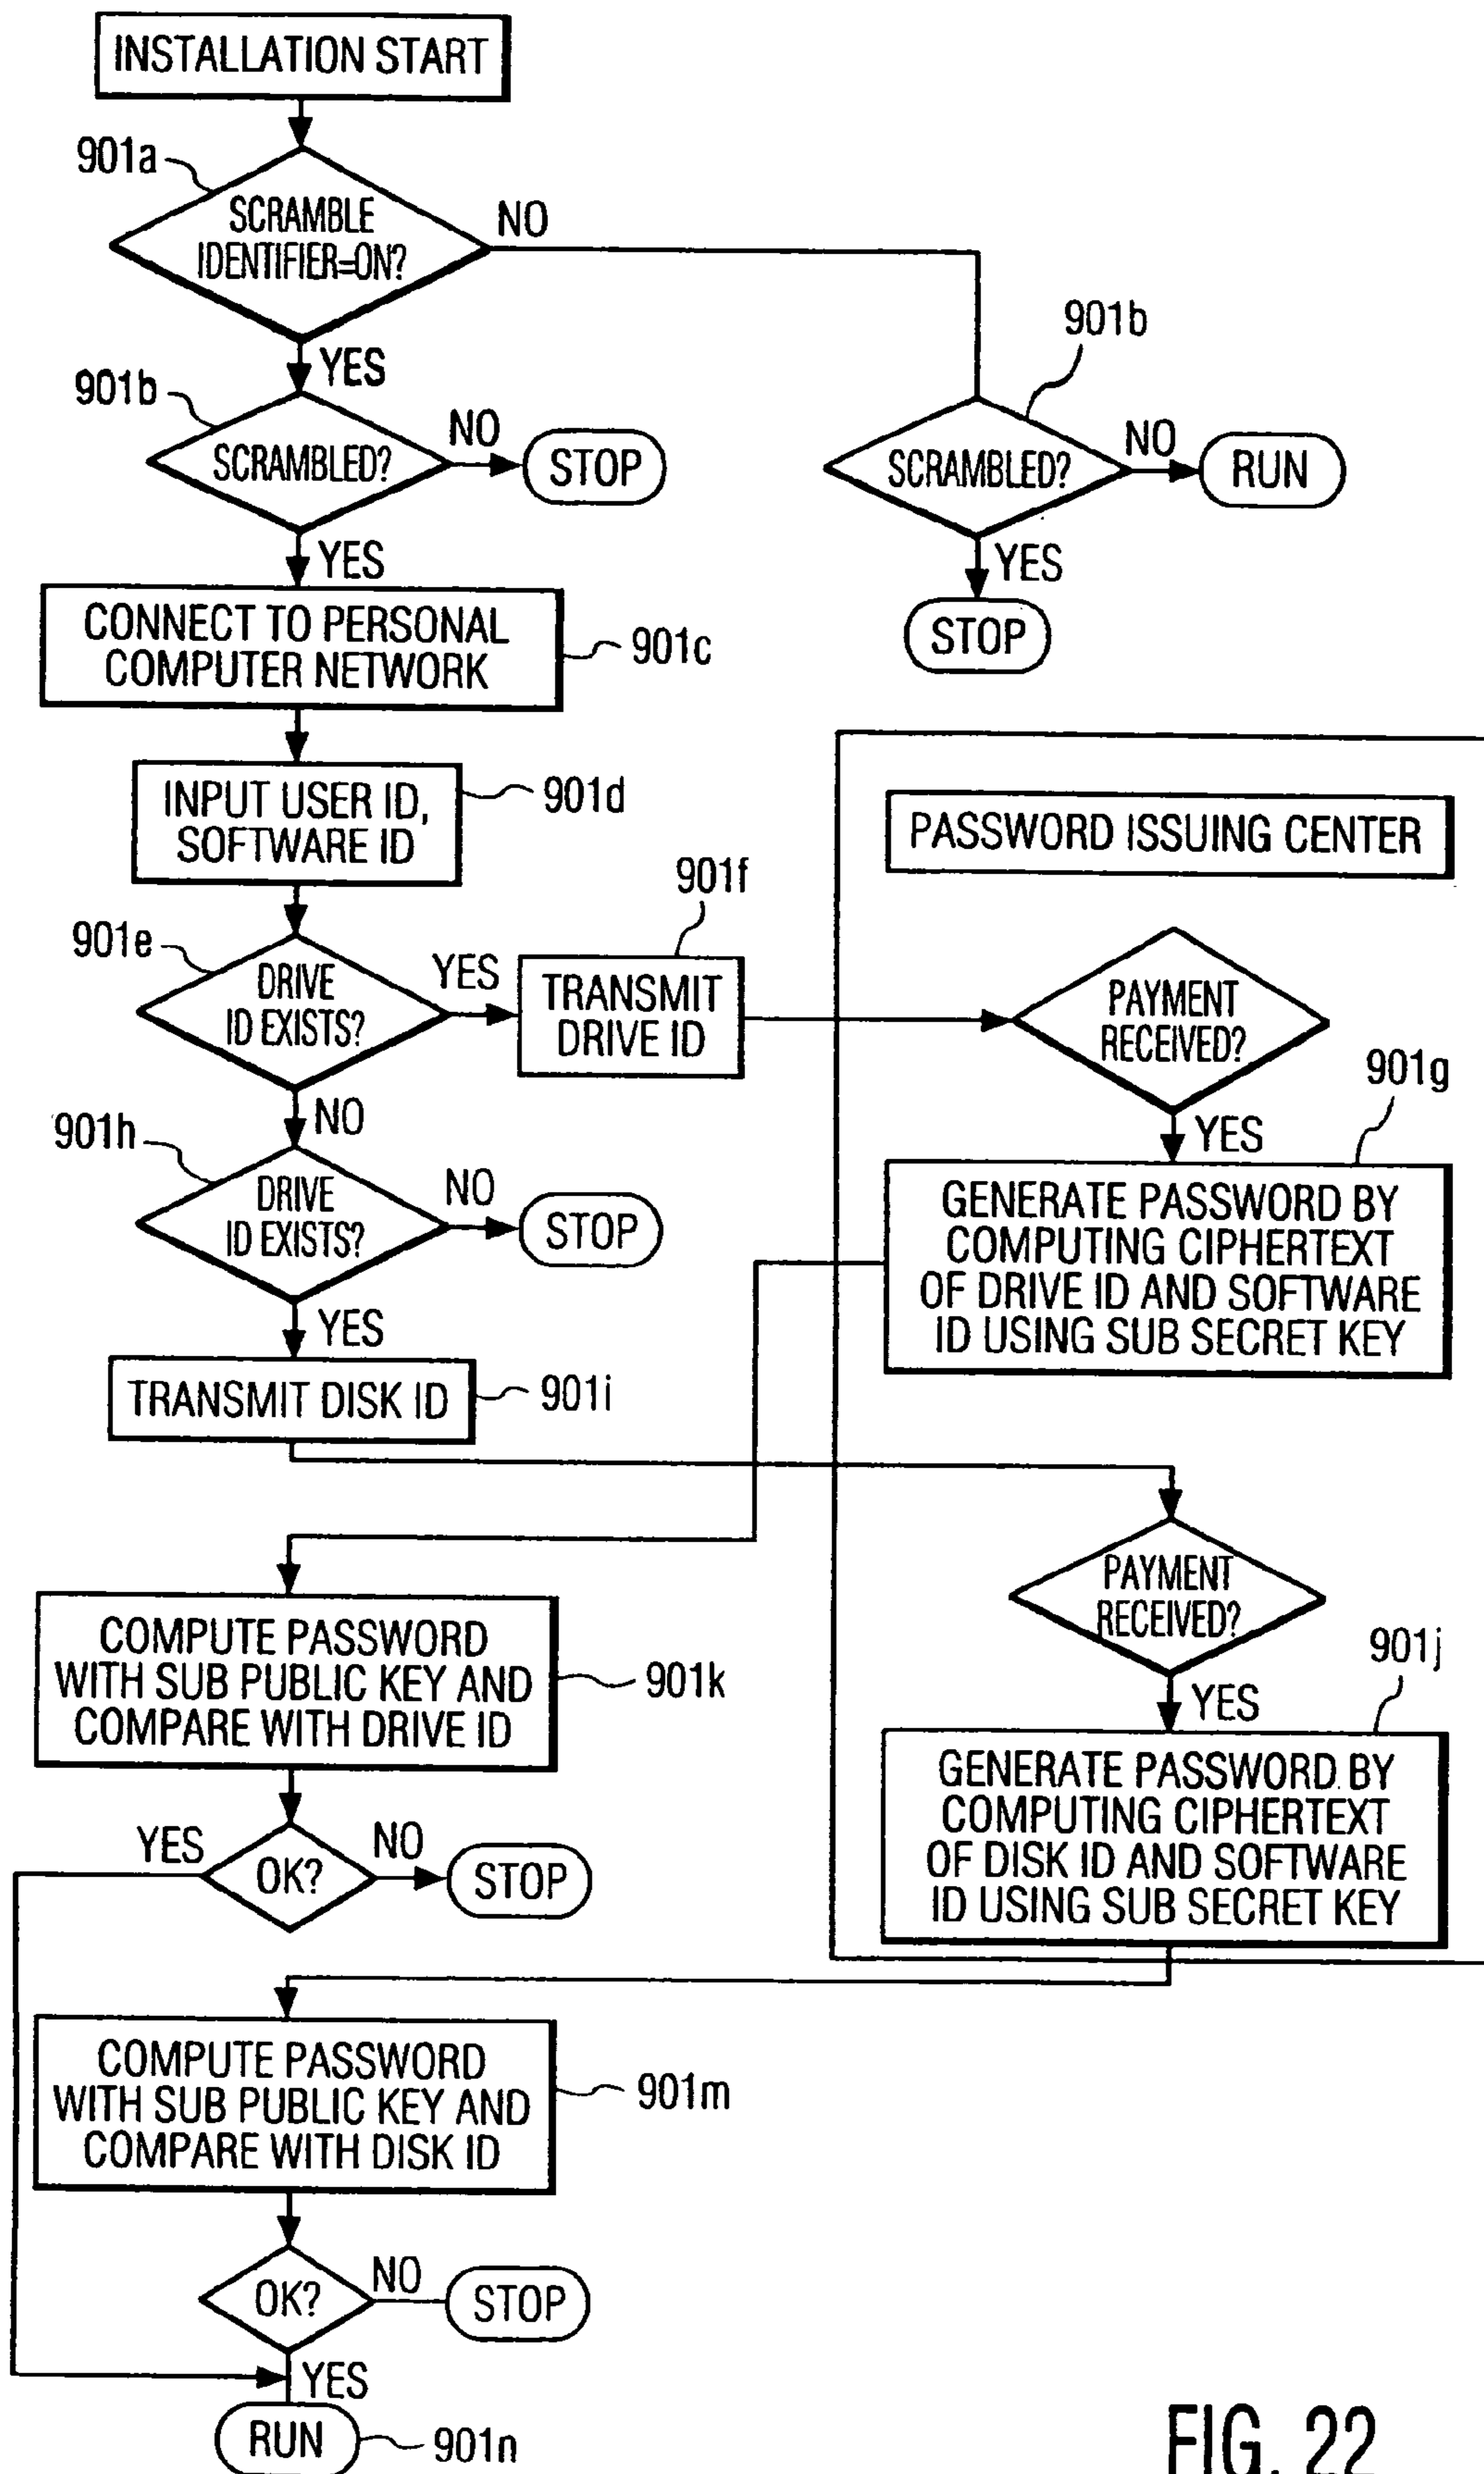 INSTALLATION START
901a
SCRAMBLE
IDENTIFIER=ON?
NO
YES
901b
SCRAMBLED?
NO
STOP
901b
SCRAMBLED?
NO
RUN
YES
STOP
YES
CONNECT TO PERSONAL
COMPUTER NETWORK
901c
INPUT USER ID,
SOFTWARE ID
901d
PASSWORD ISSUING CENTER
901e
DRIVE
ID EXISTS?
YES
901f
TRANSMIT
DRIVE ID
PAYMENT
RECEIVED?
901g
YES
GENERATE PASSWORD BY
COMPUTING CIPHERTEXT
OF DRIVE ID AND SOFTWARE
ID USING SUB SECRET KEY
NO
901h
DRIVE
ID EXISTS?
NO
STOP
YES
TRANSMIT DISK ID
901i
PAYMENT
RECEIVED?
901j
YES
GENERATE PASSWORD BY
COMPUTING CIPHERTEXT
OF DISK ID AND SOFTWARE
ID USING SUB SECRET KEY
COMPUTE PASSWORD
WITH SUB PUBLIC KEY AND
COMPARE WITH DRIVE ID
901k
YES
OK?
NO
STOP
COMPUTE PASSWORD
WITH SUB PUBLIC KEY AND
COMPARE WITH DISK ID
901m
OK?
NO
STOP
YES
RUN
901n
FIG. 22